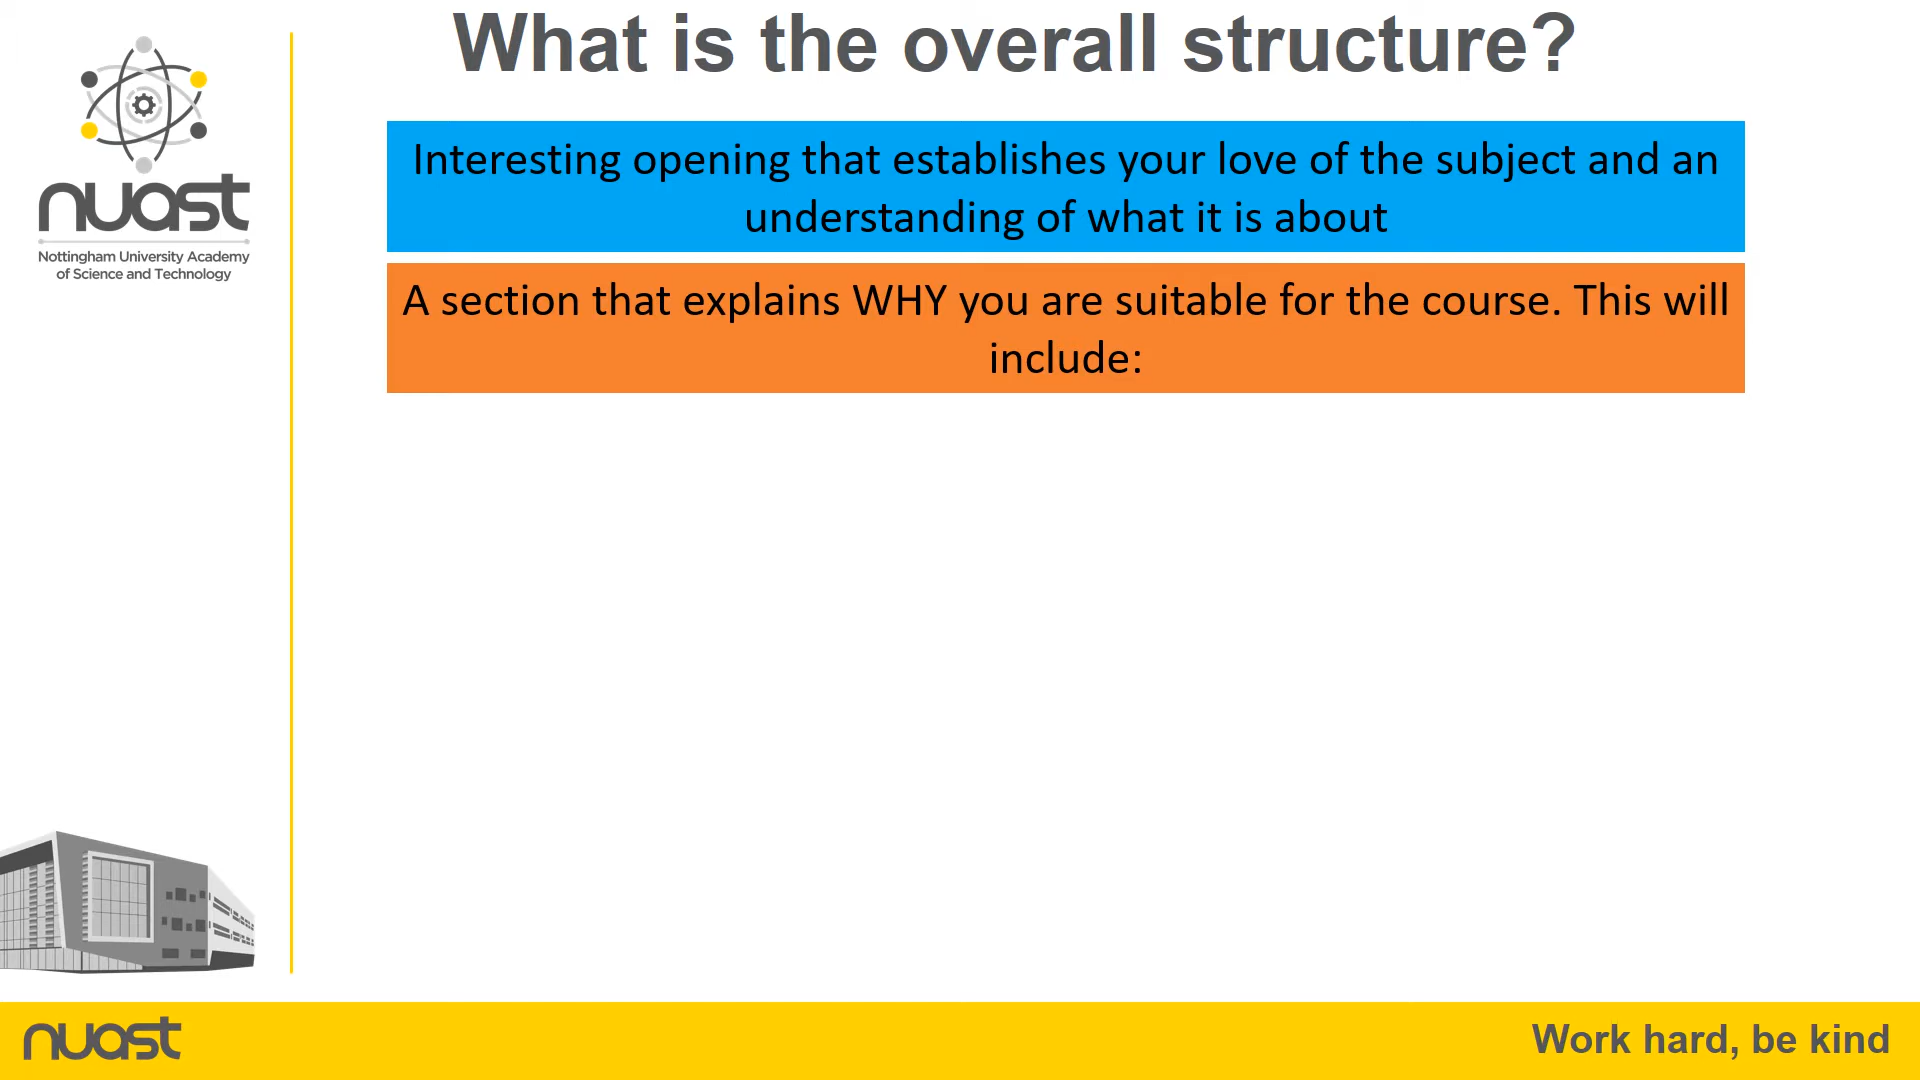 What is the overall structure?
Interesting opening that establishes your love of the subject and an
understanding of what it is about
A section that explains WHY you are suitable for the course. This will
include:
nuast
Nottingham University Academy
of Science and Technology
nuast
Work hard, be kind